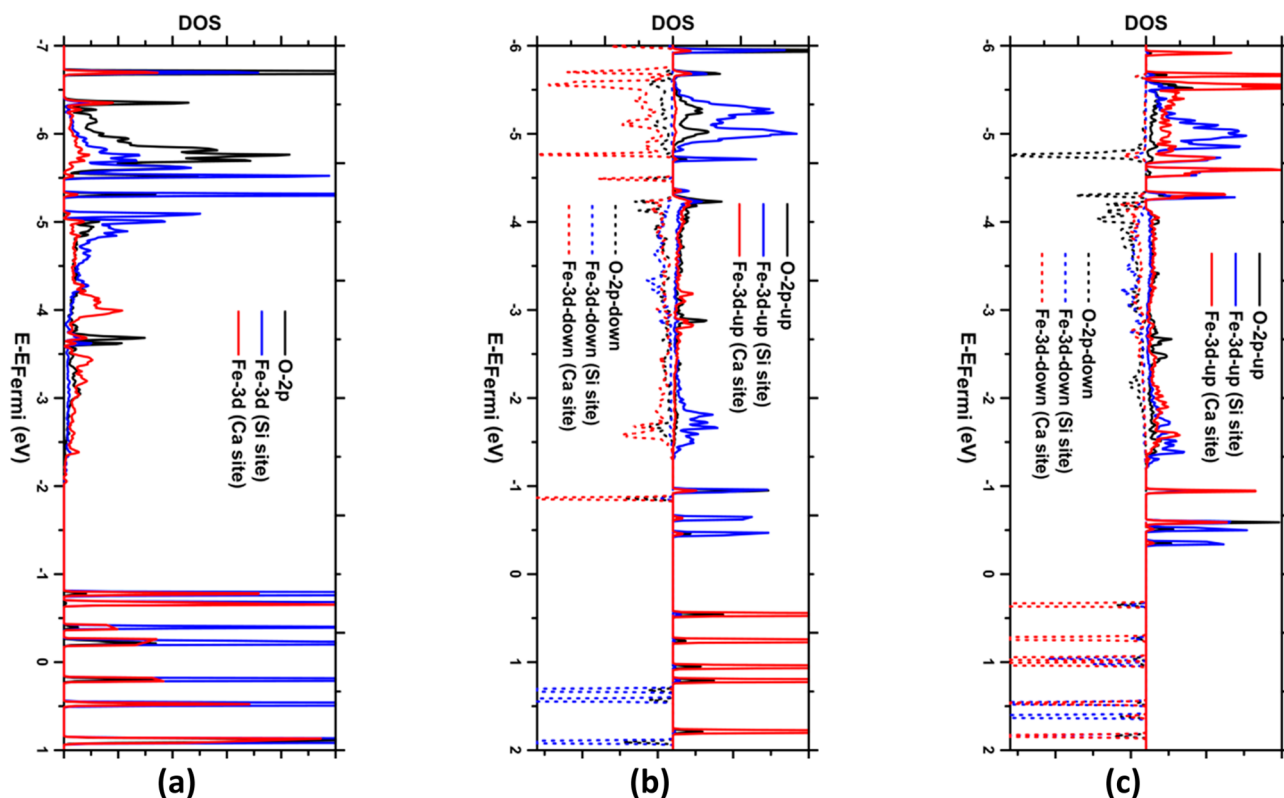 DOS
-7
-6
-5
-4
-3
-2
-1
0
1
E-EFermi (eV)
O-2p
Fe-3d (Si site)
Fe-3d (Ca site)
(a)
DOS
-6
-5
-4
-3
-2
-1
0
1
2
E-EFermi (eV)
O-2p-up
Fe-3d-up (Si site)
Fe-3d-up (Ca site)
O-2p-down
Fe-3d-down (Si site)
Fe-3d-down (Ca site)
(b)
DOS
-6
-5
-4
-3
-2
-1
0
1
2
E-EFermi (eV)
O-2p-up
Fe-3d-up (Si site)
Fe-3d-up (Ca site)
O-2p-down
Fe-3d-down (Si site)
Fe-3d-down (Ca site)
(c)